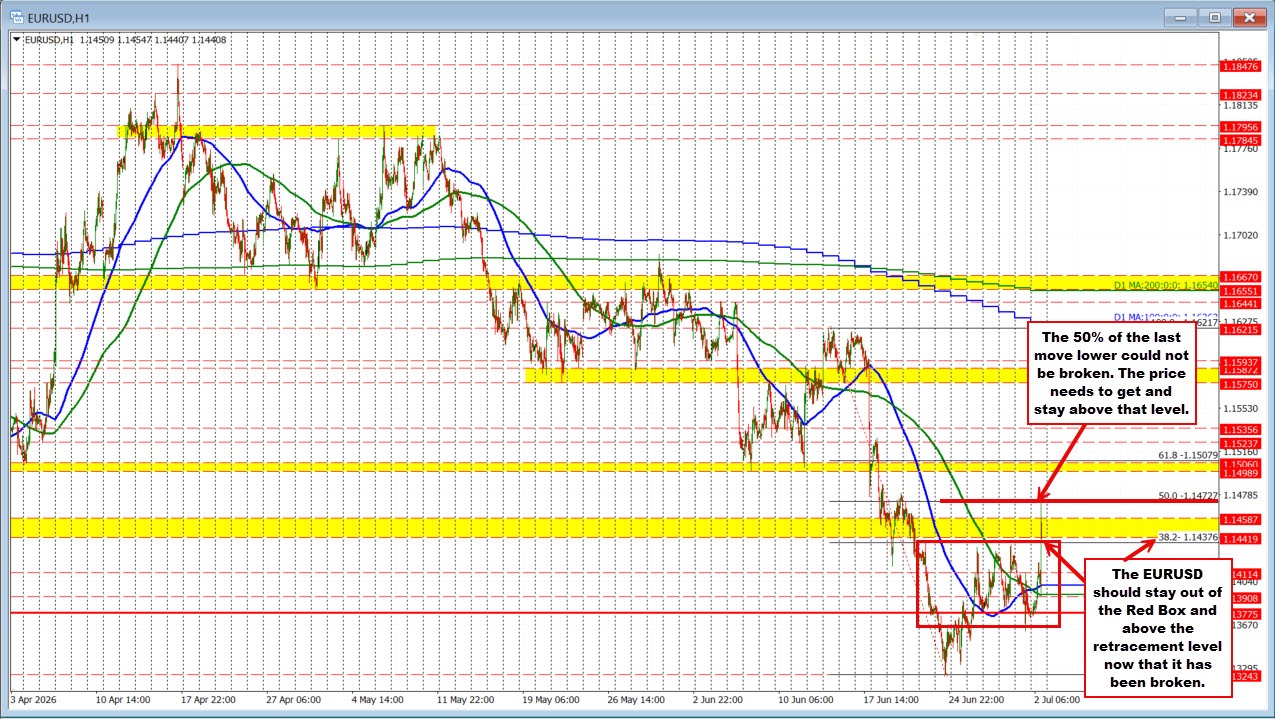 EURUSD,H1
EURUSD,H1 1.14509 1.14547 1.14407 1.14408
1.18476
1.18234
1.18135
1.17956
1.17845
1.17760
1.17390
1.17020
1.16670
D1 MA:200:0:0: 1.16540
1.16551
1.16441
1.16275
1.16215
The 50% of the last
move lower could not
be broken. The price
needs to get and
stay above that level.
1.15937
1.15872
1.15750
1.15530
1.15356
1.15237
1.15160
61.8 -1.15079
1.15060
1.14989
50.0 -1.14727
1.14785
1.14587
38.2- 1.14376
1.14419
1.14114
14040
13908
13775
13670
13295
13243
The EURUSD
should stay out of
the Red Box and
above the
retracement level
now that it has
been broken.
3 Apr 2026
10 Apr 14:00
17 Apr 22:00
27 Apr 06:00
4 May 14:00
11 May 22:00
19 May 06:00
26 May 14:00
2 Jun 22:00
10 Jun 06:00
17 Jun 14:00
24 Jun 22:00
2 Jul 06:00